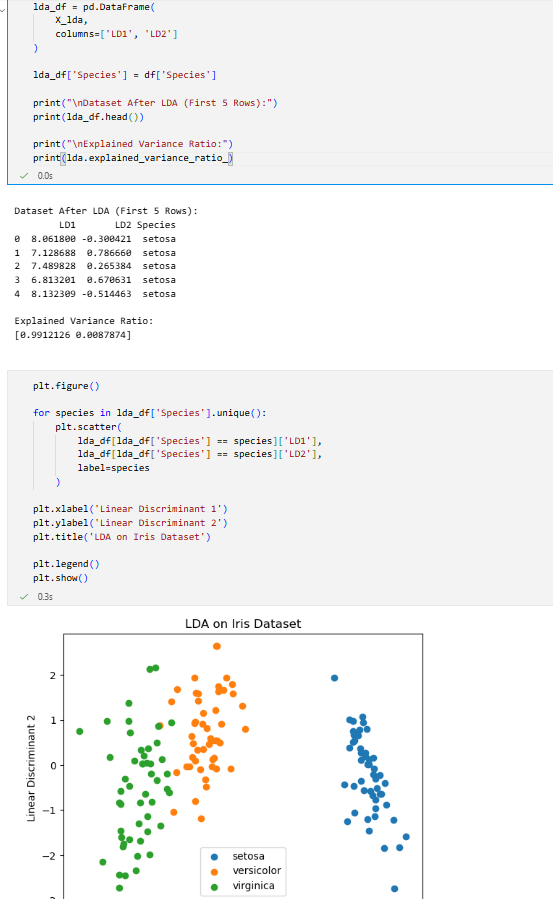 lda_df = pd.DataFrame(
    X_lda,
    columns=['LD1', 'LD2']
)
lda_df['Species'] = df['Species']
print("\nDataset After LDA (First 5 Rows):")
print(lda_df.head())
print("\nExplained Variance Ratio:")
print(lda.explained_variance_ratio_)
0.0s
Dataset After LDA (First 5 Rows):
        LD1       LD2 Species
0  8.061800 -0.300421  setosa
1  7.128688  0.786660  setosa
2  7.489828  0.265384  setosa
3  6.813201  0.670631  setosa
4  8.132309 -0.514463  setosa
Explained Variance Ratio:
[0.9912126 0.0087874]
plt.figure()
for species in lda_df['Species'].unique():
    plt.scatter(
        lda_df[lda_df['Species'] == species]['LD1'],
        lda_df[lda_df['Species'] == species]['LD2'],
        label=species
    )
plt.xlabel('Linear Discriminant 1')
plt.ylabel('Linear Discriminant 2')
plt.title('LDA on Iris Dataset')
plt.legend()
plt.show()
0.3s
LDA on Iris Dataset
Linear Discriminant 2
2
1
0
−1
−2
setosa
versicolor
virginica